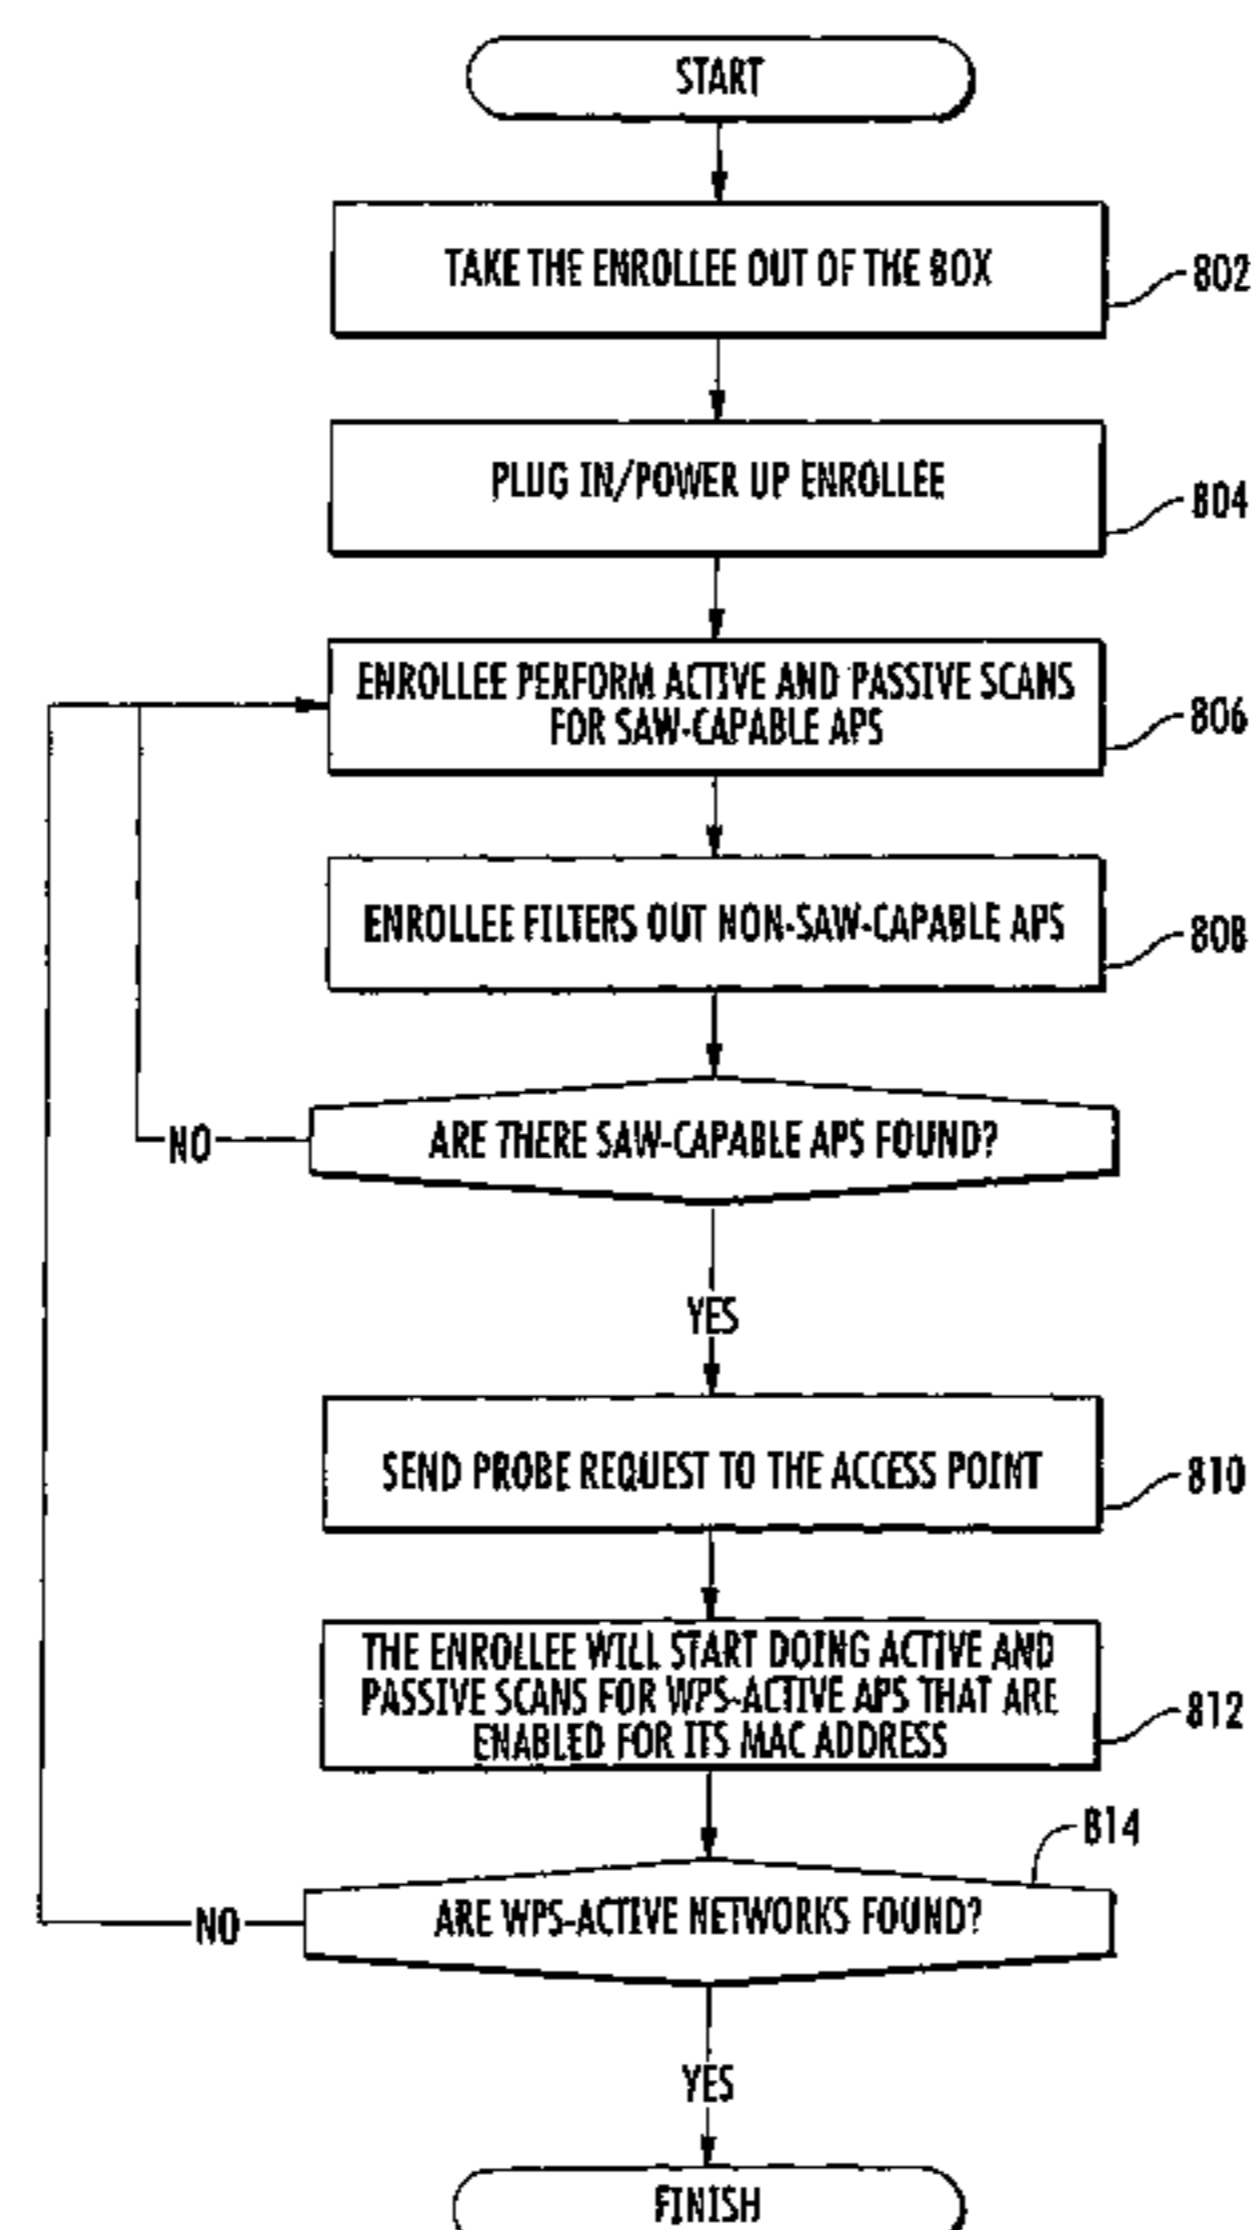 START
TAKE THE ENROLLEE OUT OF THE BOX
802
PLUG IN/POWER UP ENROLLEE
804
ENROLLEE PERFORM ACTIVE AND PASSIVE SCANS
FOR SAW-CAPABLE APS
806
ENROLLEE FILTERS OUT NON-SAW-CAPABLE APS
808
ARE THERE SAW-CAPABLE APS FOUND?
NO
YES
SEND PROBE REQUEST TO THE ACCESS POINT
810
THE ENROLLEE WILL START DOING ACTIVE AND
PASSIVE SCANS FOR WPS-ACTIVE APS THAT ARE
ENABLED FOR ITS MAC ADDRESS
812
814
ARE WPS-ACTIVE NETWORKS FOUND?
NO
YES
FINISH